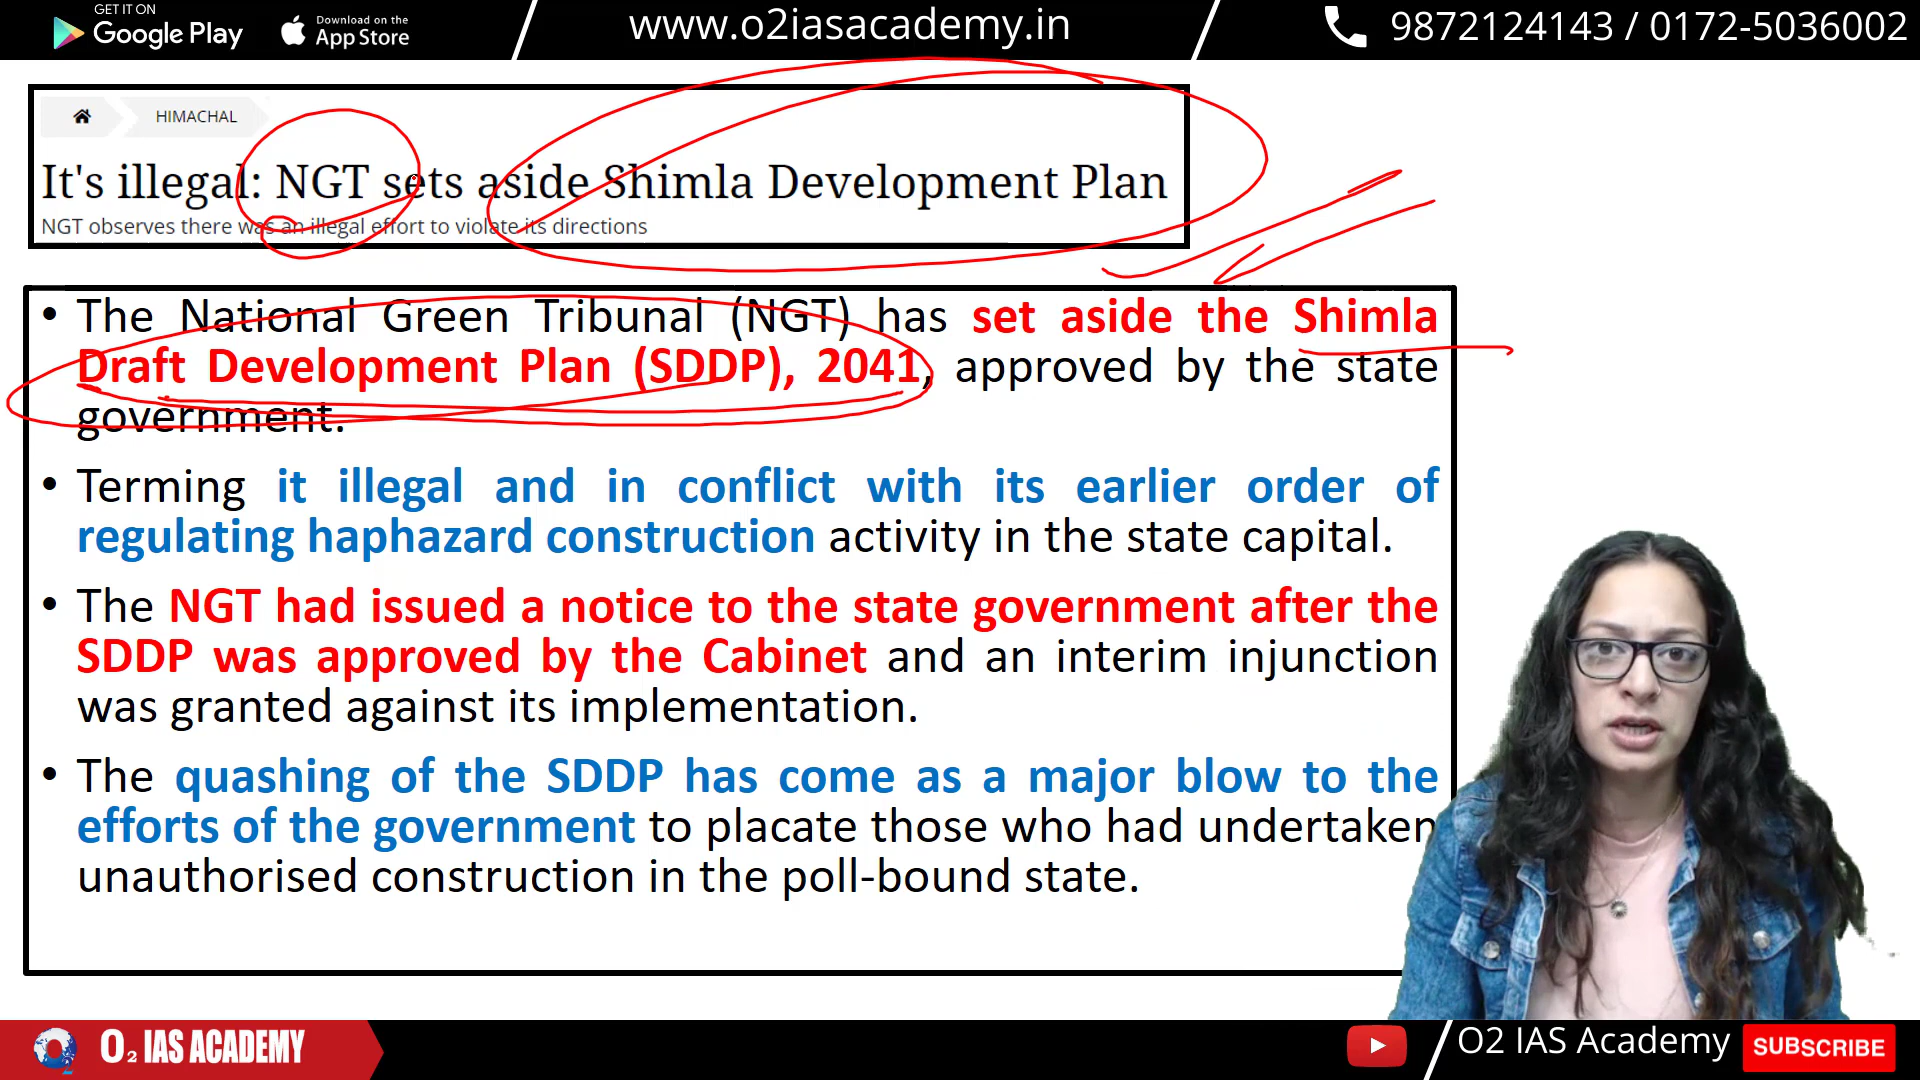 GET IT ON
Google Play
Download on the
App Store
www.o2iasacademy.in
9872124143 / 0172-5036002
HIMACHAL
It's illegal: NGT sets aside Shimla Development Plan
NGT observes there was an illegal effort to violate its directions
• The National Green Tribunal (NGT) has set aside the Shimla
Draft Development Plan (SDDP), 2041, approved by the state
government.
• Terming it illegal and in conflict with its earlier order of
regulating haphazard construction activity in the state capital.
• The NGT had issued a notice to the state government after the
SDDP was approved by the Cabinet and an interim injunction
was granted against its implementation.
• The quashing of the SDDP has come as a major blow to the
efforts of the government to placate those who had undertaken
unauthorised construction in the poll-bound state.
O2 IAS ACADEMY
O2 IAS Academy
SUBSCRIBE